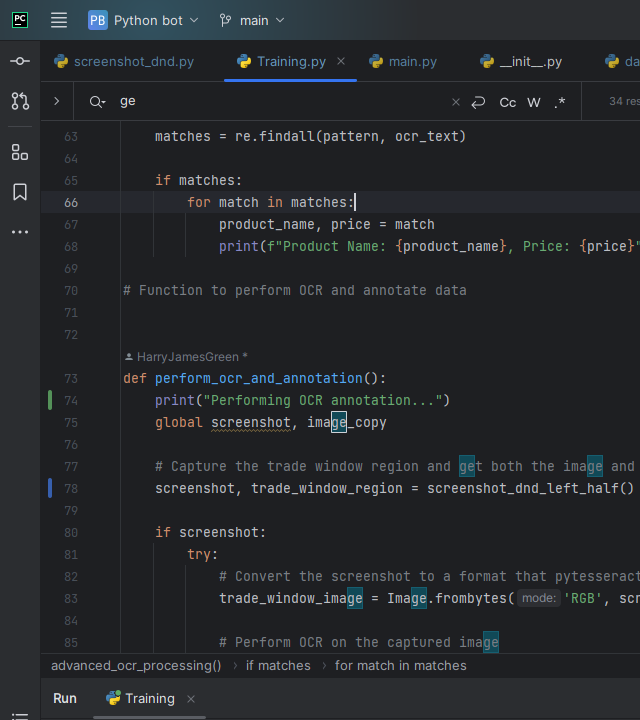 PC PB Python bot main
screenshot_dnd.py Training.py main.py __init__.py da
ge Cc W .* 34 res
63 matches = re.findall(pattern, ocr_text)
64
65 if matches:
66 for match in matches:
67 product_name, price = match
68 print(f"Product Name: {product_name}, Price: {price}"
69
70 # Function to perform OCR and annotate data
71
72
HarryJamesGreen *
73 def perform_ocr_and_annotation():
74 print("Performing OCR annotation...")
75 global screenshot, image_copy
76
77 # Capture the trade window region and get both the image and
78 screenshot, trade_window_region = screenshot_dnd_left_half()
79
80 if screenshot:
81 try:
82 # Convert the screenshot to a format that pytesseract
83 trade_window_image = Image.frombytes( mode: 'RGB', scr
84
85 # Perform OCR on the captured image
advanced_ocr_processing() › if matches › for match in matches
Run Training